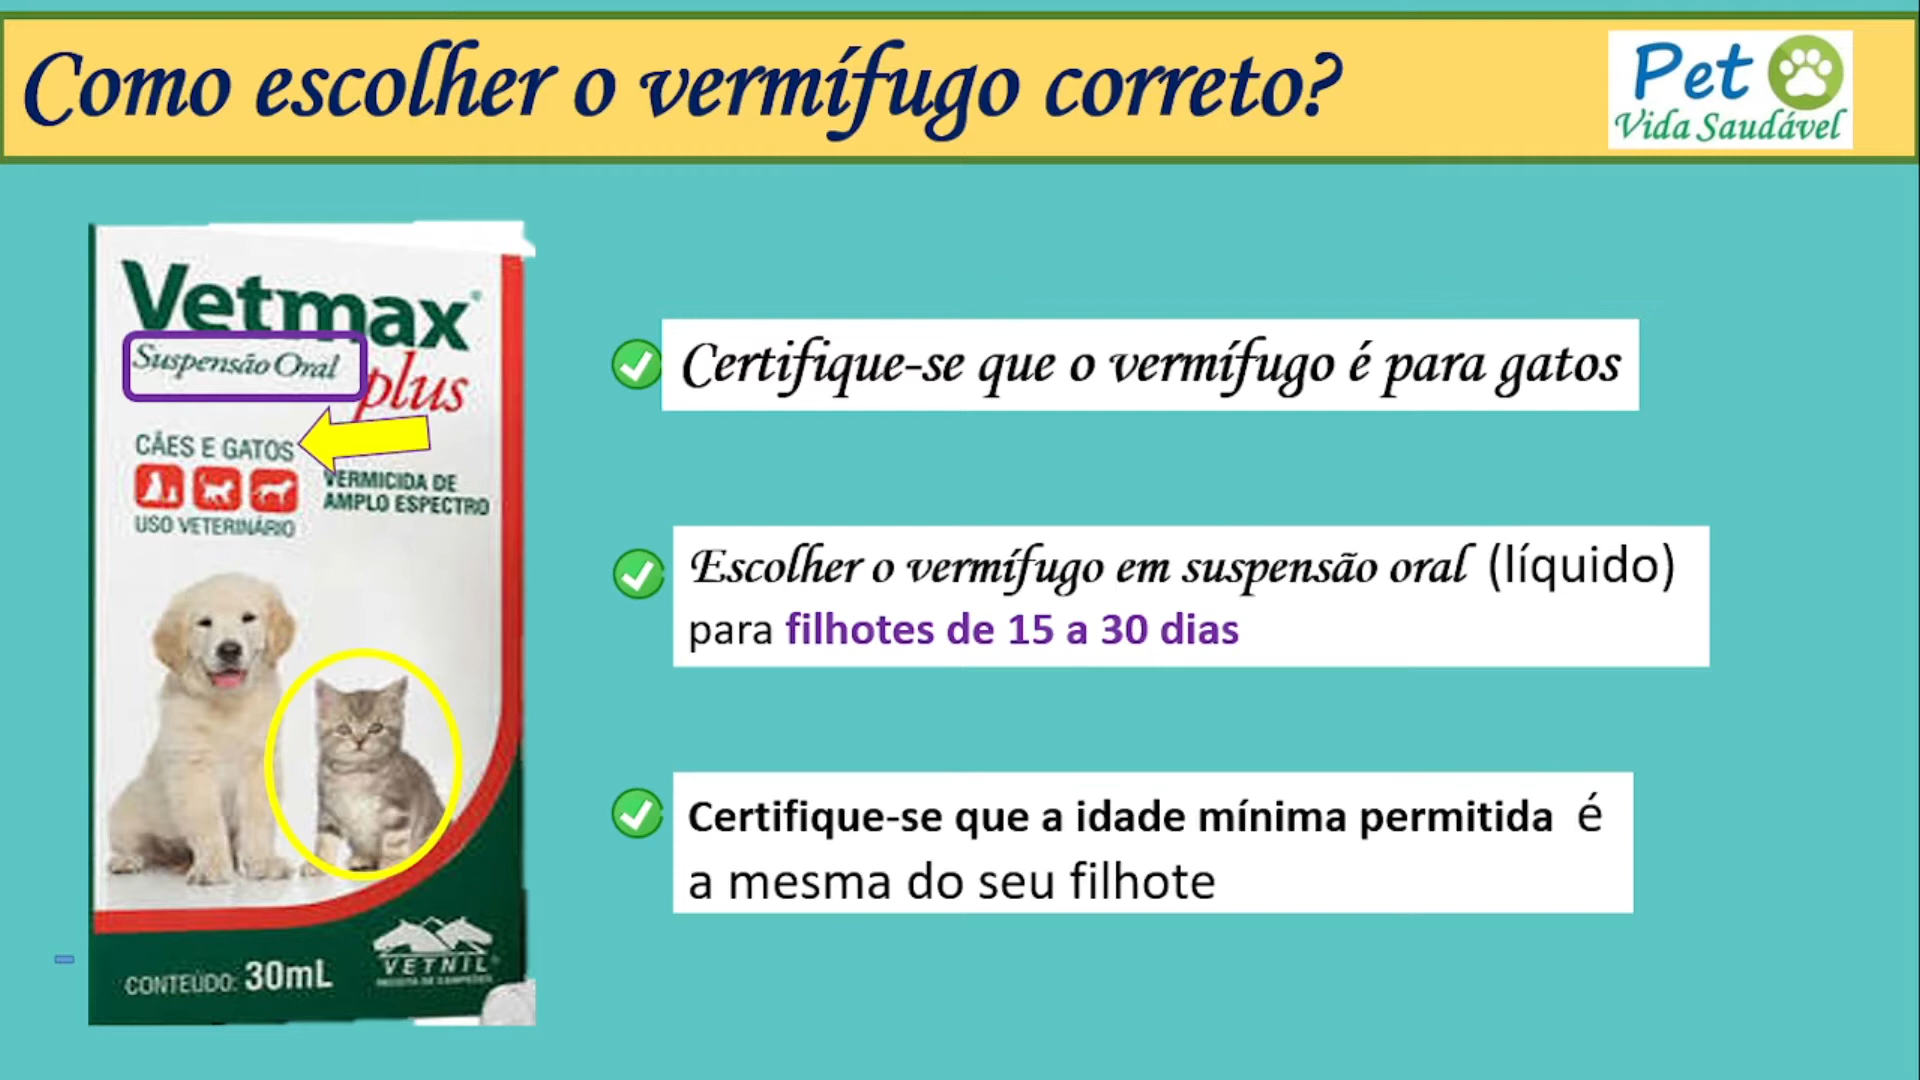 Como escolher o vermífugo correto?
Pet
Vida Saudável
Vetmax
Suspensão Oral
plus
CÃES E GATOS
VERMICIDA DE
AMPLO ESPECTRO
USO VETERINÁRIO
CONTEÚDO: 30mL
VETNIL
Certifique-se que o vermífugo é para gatos
Escolher o vermífugo em suspensão oral (líquido)
para filhotes de 15 a 30 dias
Certifique-se que a idade mínima permitida é
a mesma do seu filhote